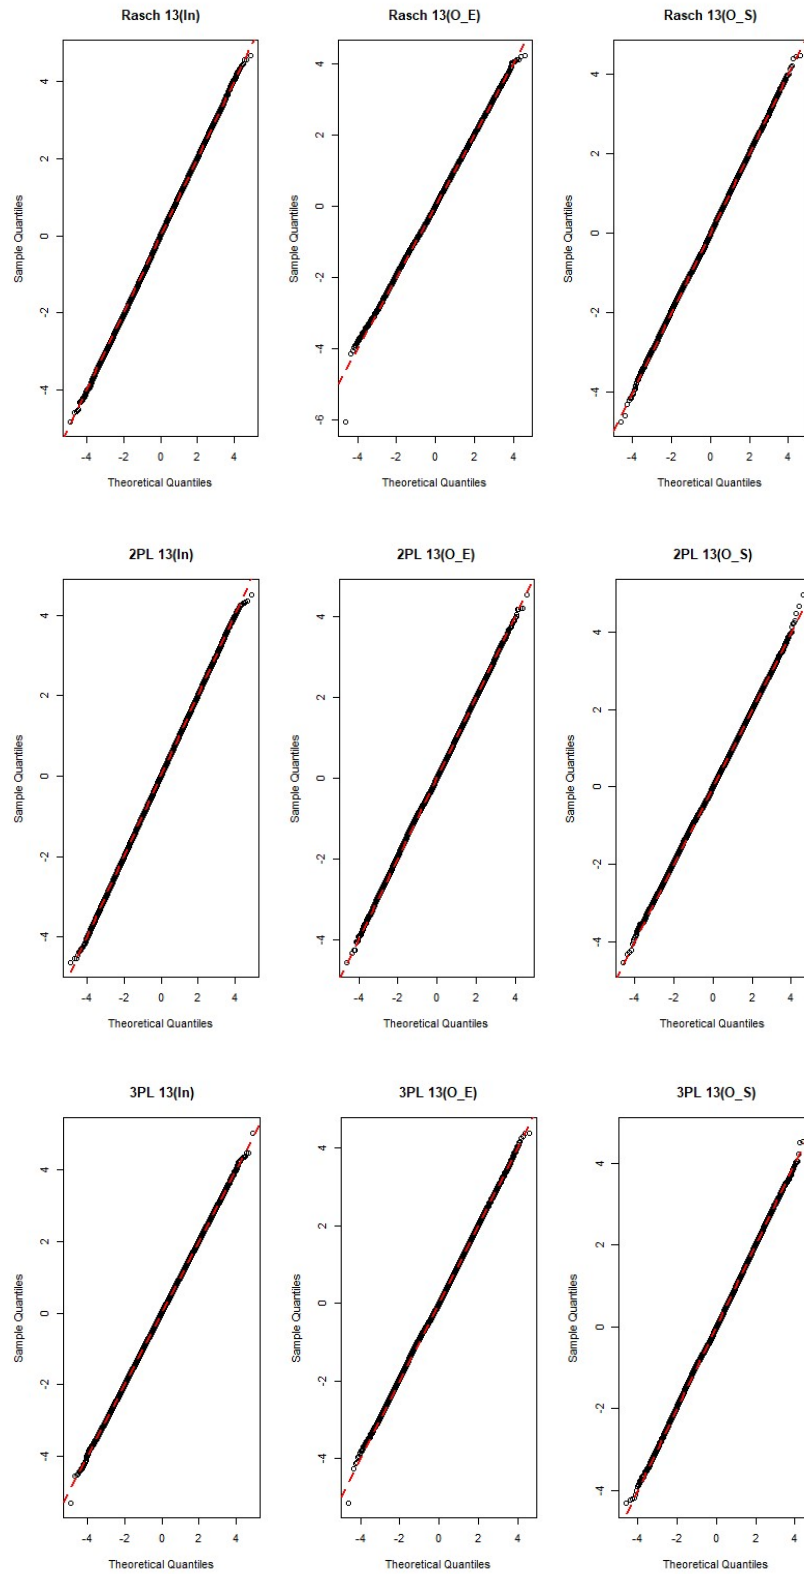 Rasch 13(In)
Rasch 13(O_E)
Rasch 13(O_S)
Sample Quantiles
-4 -2 0 2 4
Sample Quantiles
-6 -4 -2 0 2 4
Sample Quantiles
-4 -2 0 2 4
-4 -2 0 2 4
-4 -2 0 2 4
-4 -2 0 2 4
Theoretical Quantiles
Theoretical Quantiles
Theoretical Quantiles
2PL 13(In)
2PL 13(O_E)
2PL 13(O_S)
Sample Quantiles
-4 -2 0 2 4
Sample Quantiles
-4 -2 0 2 4
Sample Quantiles
-4 -2 0 2 4
-4 -2 0 2 4
-4 -2 0 2 4
-4 -2 0 2 4
Theoretical Quantiles
Theoretical Quantiles
Theoretical Quantiles
3PL 13(In)
3PL 13(O_E)
3PL 13(O_S)
Sample Quantiles
-4 -2 0 2 4
Sample Quantiles
-4 -2 0 2 4
Sample Quantiles
-4 -2 0 2 4
-4 -2 0 2 4
-4 -2 0 2 4
-4 -2 0 2 4
Theoretical Quantiles
Theoretical Quantiles
Theoretical Quantiles